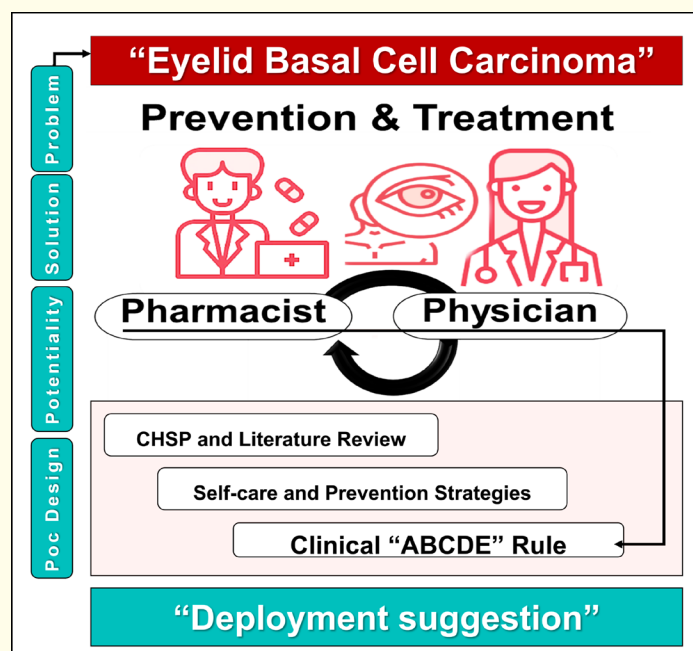 “Eyelid Basal Cell Carcinoma”
Prevention & Treatment
Problem
Solution
Potentiality
Poc Design
Pharmacist
Physician
CHSP and Literature Review
Self-care and Prevention Strategies
Clinical “ABCDE” Rule
“Deployment suggestion”